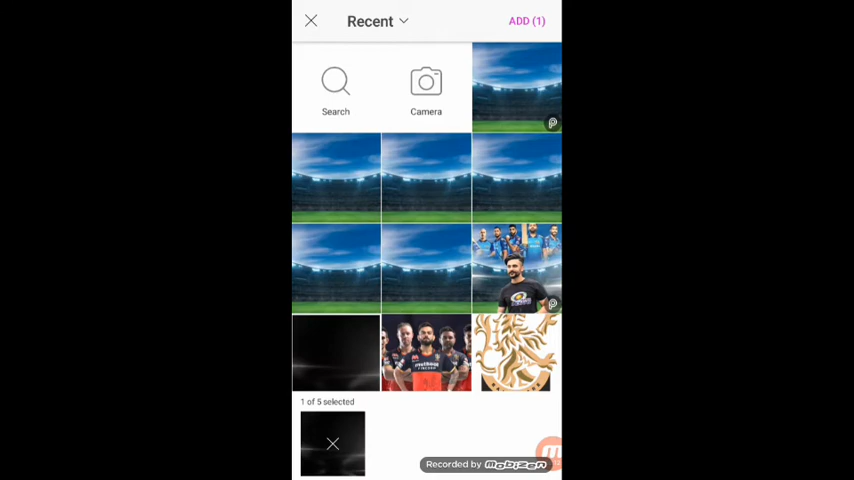 Recent
ADD (1)
Search
Camera
1 of 5 selected
Recorded by mobizen